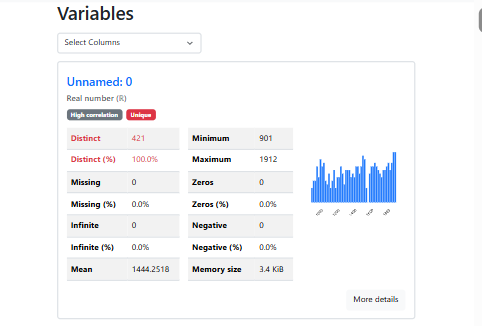 Variables
Select Columns
Unnamed: 0
Real number (ℝ)
High correlation Unique
Distinct 421 Minimum 901
Distinct (%) 100.0% Maximum 1912
Missing 0 Zeros 0
Missing (%) 0.0% Zeros (%) 0.0%
Infinite 0 Negative 0
Infinite (%) 0.0% Negative (%) 0.0%
Mean 1444.2518 Memory size 3.4 KiB
More details